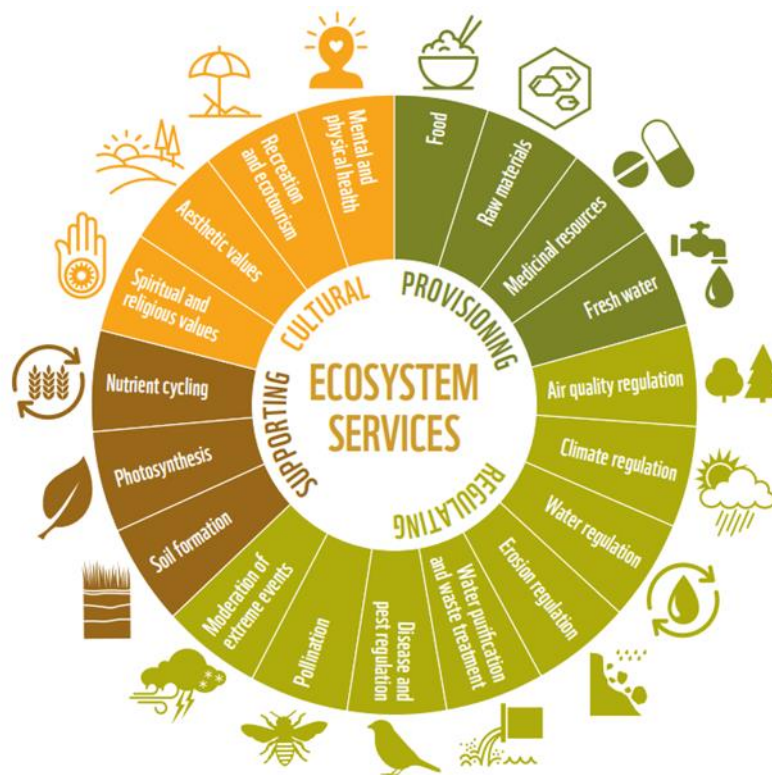 ECOSYSTEM
SERVICES
PROVISIONING
Food
Raw materials
Medicinal resources
Fresh water
REGULATING
Air quality regulation
Climate regulation
Water regulation
Erosion regulation
Water purification
and waste treatment
Disease and
pest regulation
Pollination
Moderation of
extreme events
SUPPORTING
Soil formation
Photosynthesis
Nutrient cycling
CULTURAL
Spiritual and
religious values
Aesthetic values
Recreation
and ecotourism
Mental and
physical health